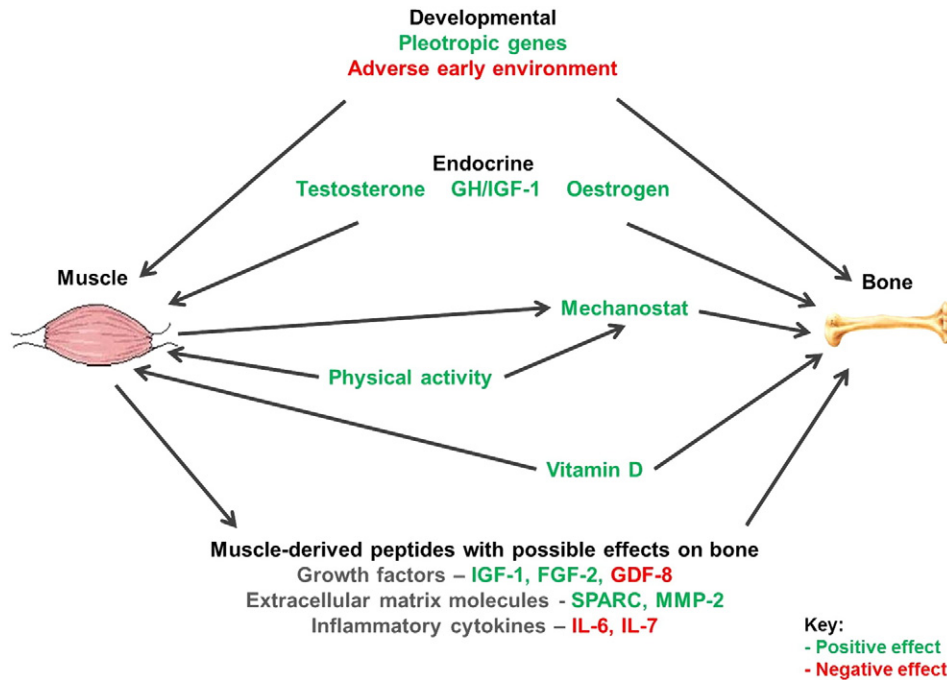 Developmental
Pleotropic genes
Adverse early environment
Endocrine
Testosterone GH/IGF-1 Oestrogen
Muscle
Bone
Mechanostat
Physical activity
Vitamin D
Muscle-derived peptides with possible effects on bone
Growth factors – IGF-1, FGF-2, GDF-8
Extracellular matrix molecules - SPARC, MMP-2
Inflammatory cytokines – IL-6, IL-7
Key:
- Positive effect
- Negative effect